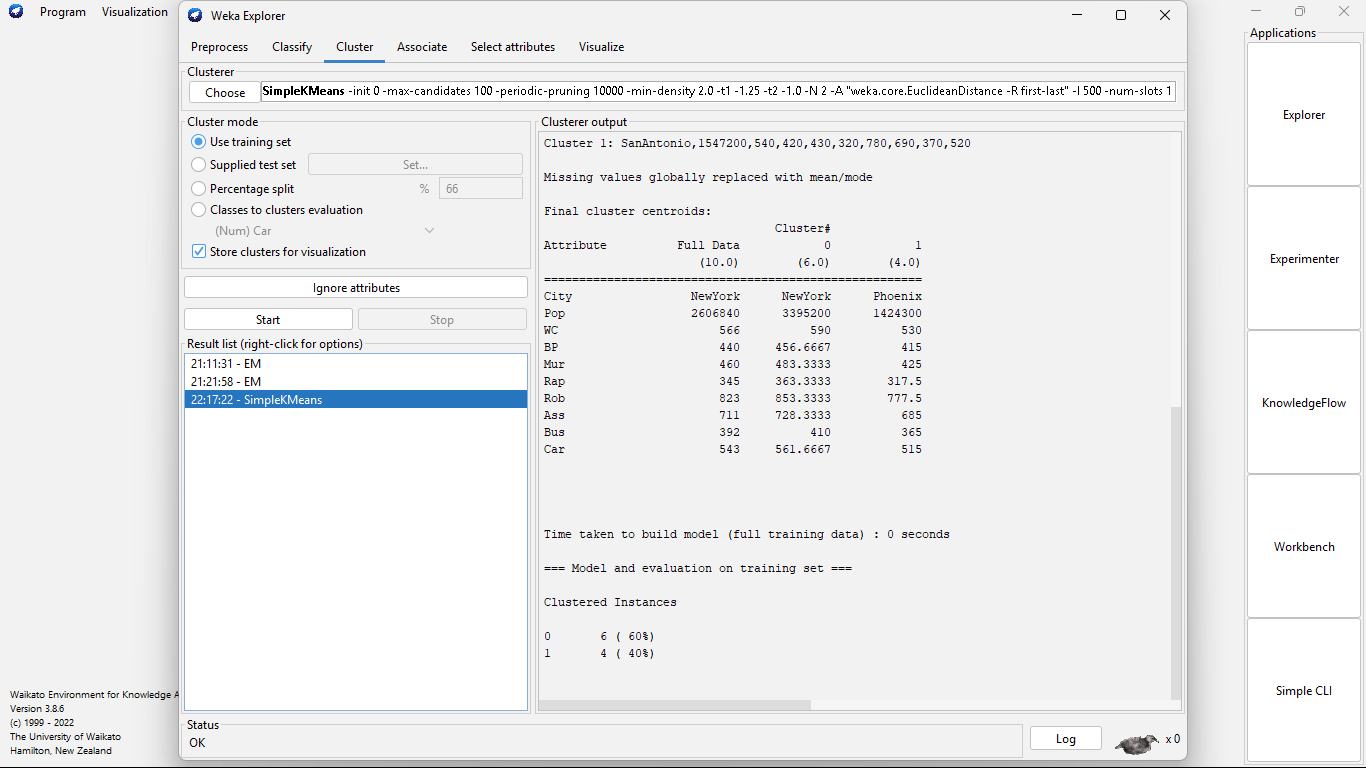 Program Visualization
Weka Explorer
Applications
Preprocess Classify Cluster Associate Select attributes Visualize
Clusterer
Choose SimpleKMeans -init 0 -max-candidates 100 -periodic-pruning 10000 -min-density 2.0 -t1 -1.25 -t2 -1.0 -N 2 -A "weka.core.EuclideanDistance -R first-last" -I 500 -num-slots 1
Cluster mode
Use training set
Supplied test set Set...
Percentage split % 66
Classes to clusters evaluation
(Num) Car
Store clusters for visualization
Ignore attributes
Start Stop
Result list (right-click for options)
21:11:31 - EM
21:21:58 - EM
22:17:22 - SimpleKMeans
Clusterer output
Cluster 1: SanAntonio,1547200,540,420,430,320,780,690,370,520
Missing values globally replaced with mean/mode
Final cluster centroids:
Cluster#
Attribute Full Data 0 1
(10.0) (6.0) (4.0)
======================================================
City NewYork NewYork Phoenix
Pop 2606840 3395200 1424300
WC 566 590 530
BP 440 456.6667 415
Mur 460 483.3333 425
Rap 345 363.3333 317.5
Rob 823 853.3333 777.5
Ass 711 728.3333 685
Bus 392 410 365
Car 543 561.6667 515
Time taken to build model (full training data) : 0 seconds
=== Model and evaluation on training set ===
Clustered Instances
0 6 ( 60%)
1 4 ( 40%)
Status
OK
Log x 0
Explorer
Experimenter
KnowledgeFlow
Workbench
Simple CLI
Waikato Environment for Knowledge A
Version 3.8.6
(c) 1999 - 2022
The University of Waikato
Hamilton, New Zealand